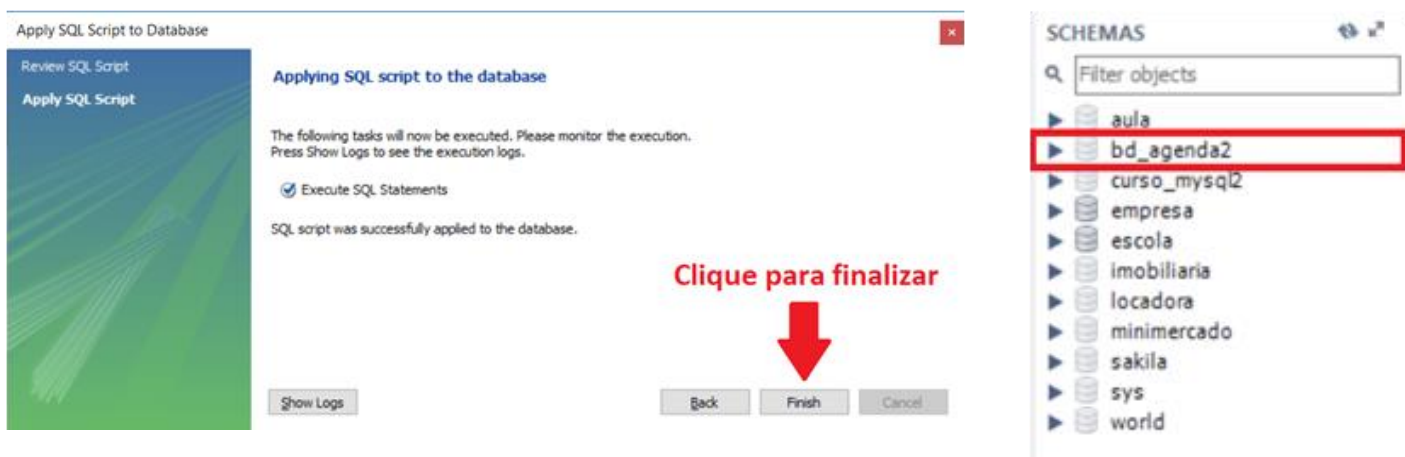 Apply SQL Script to Database
Review SQL Script
Apply SQL Script
Applying SQL script to the database
The following tasks will now be executed. Please monitor the execution.
Press Show Logs to see the execution logs.
Execute SQL Statements
SQL script was successfully applied to the database.
Clique para finalizar
Show Logs
Back
Finish
Cancel
SCHEMAS
Filter objects
aula
bd_agenda2
curso_mysql2
empresa
escola
imobiliaria
locadora
minimercado
sakila
sys
world